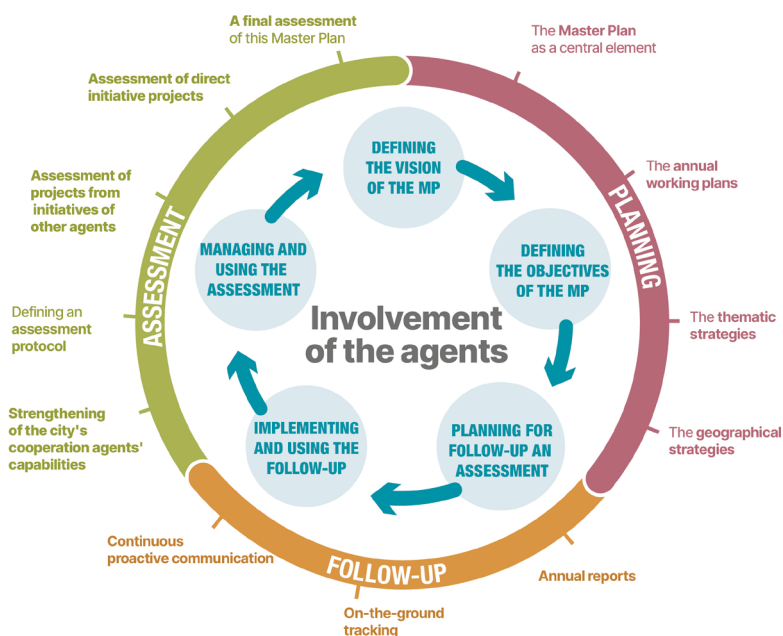 A final assessment
of this Master Plan
The Master Plan
as a central element
Assessment of direct
initiative projects
The annual
working plans
Assessment of
projects from
initiatives of
other agents
Defining an
assessment
protocol
The thematic
strategies
Strengthening
of the city's
cooperation agents'
capabilities
The geographical
strategies
Continuous
proactive communication
Annual reports
On-the-ground
tracking
ASSESSMENT
PLANNING
FOLLOW-UP
DEFINING
THE VISION
OF THE MP
DEFINING
THE OBJECTIVES
OF THE MP
PLANNING FOR
FOLLOW-UP AN
ASSESSMENT
IMPLEMENTING
AND USING THE
FOLLOW-UP
MANAGING AND
USING THE
ASSESSMENT
Involvement
of the agents